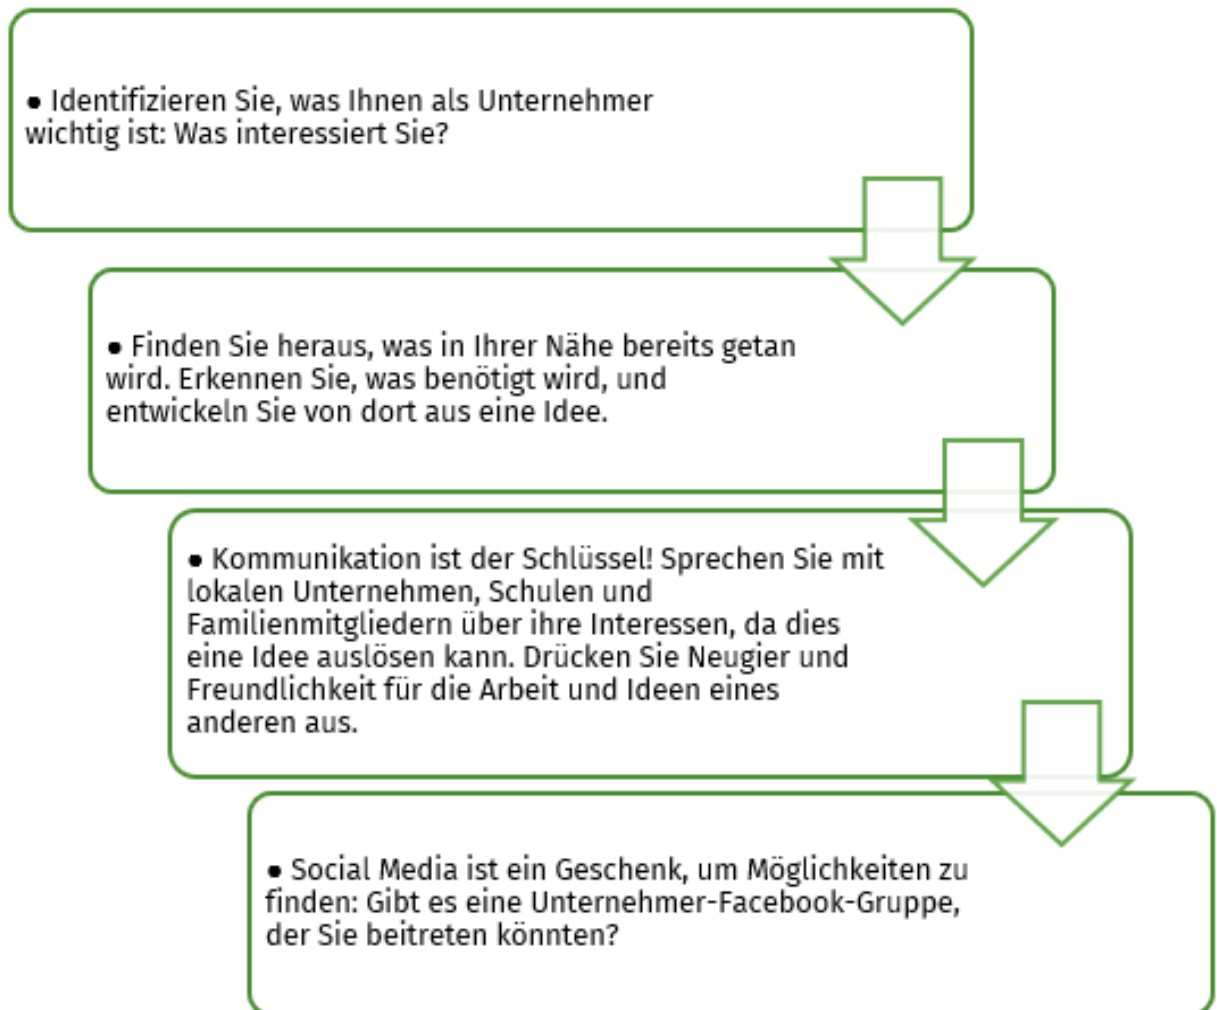 ● Identifizieren Sie, was Ihnen als Unternehmer
wichtig ist: Was interessiert Sie?
● Finden Sie heraus, was in Ihrer Nähe bereits getan
wird. Erkennen Sie, was benötigt wird, und
entwickeln Sie von dort aus eine Idee.
● Kommunikation ist der Schlüssel! Sprechen Sie mit
lokalen Unternehmen, Schulen und
Familienmitgliedern über ihre Interessen, da dies
eine Idee auslösen kann. Drücken Sie Neugier und
Freundlichkeit für die Arbeit und Ideen eines
anderen aus.
● Social Media ist ein Geschenk, um Möglichkeiten zu
finden: Gibt es eine Unternehmer-Facebook-Gruppe,
der Sie beitreten könnten?